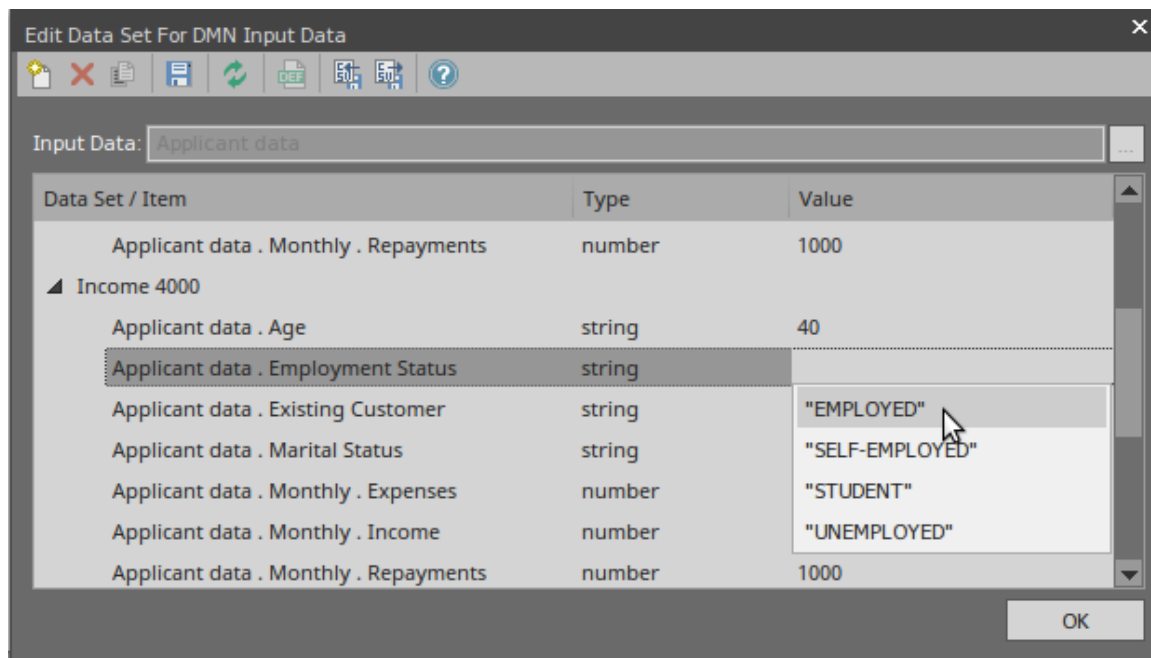 Edit Data Set For DMN Input Data
DEF
Input Data: Applicant data ...
Data Set / Item Type Value
Applicant data . Monthly . Repayments number 1000
Income 4000
Applicant data . Age string 40
Applicant data . Employment Status string
Applicant data . Existing Customer string "EMPLOYED"
Applicant data . Marital Status string "SELF-EMPLOYED"
Applicant data . Monthly . Expenses number "STUDENT"
Applicant data . Monthly . Income number "UNEMPLOYED"
Applicant data . Monthly . Repayments number 1000
OK